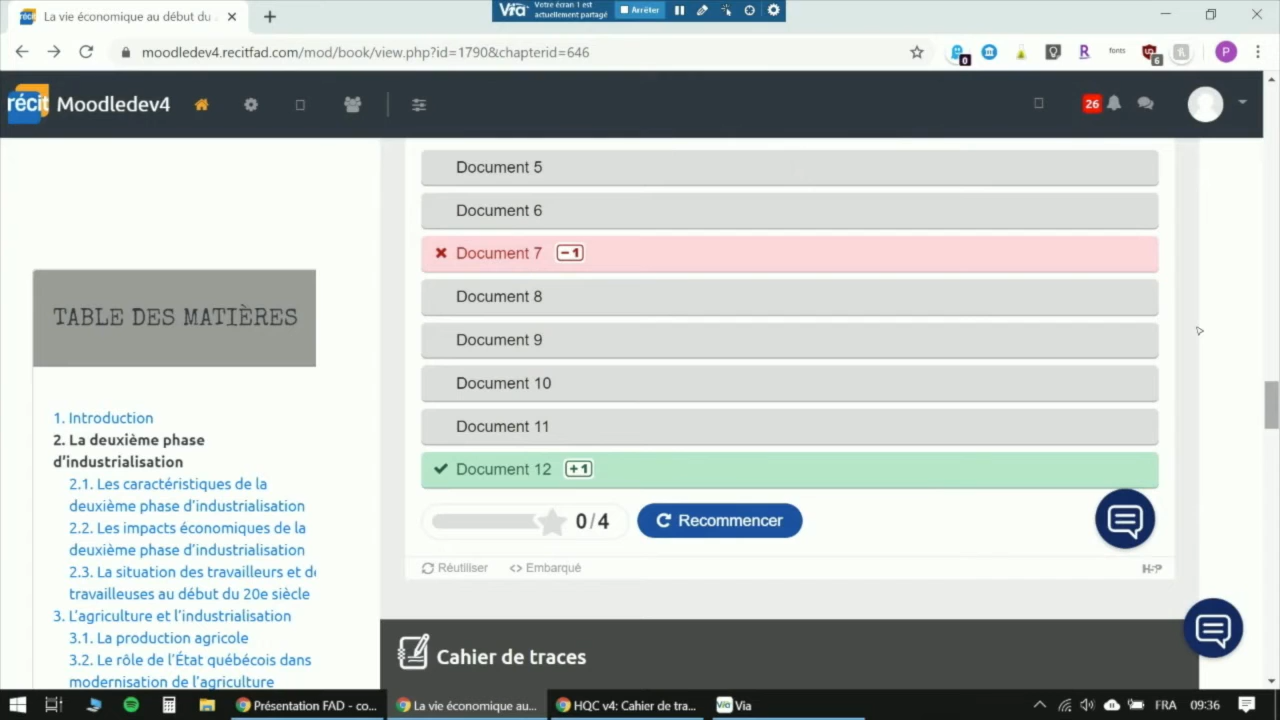 La vie économique au début du
Via
Votre écran 1 est
actuellement partagé
Arrêter
moodledev4.recitfad.com/mod/book/view.php?id=1790&chapterid=646
0
R
fonts
6
P
récit
Moodledev4
26
Document 5
Document 6
Document 7 −1
Document 8
Document 9
Document 10
Document 11
Document 12 +1
0/4
Recommencer
Réutiliser
<> Embarqué
H-P
TABLE DES MATIÈRES
1. Introduction
2. La deuxième phase
d'industrialisation
2.1. Les caractéristiques de la
deuxième phase d'industrialisation
2.2. Les impacts économiques de la
deuxième phase d'industrialisation
2.3. La situation des travailleurs et de
travailleuses au début du 20e siècle
3. L'agriculture et l'industrialisation
3.1. La production agricole
3.2. Le rôle de l'État québécois dans
modernisation de l'agriculture
Cahier de traces
Présentation FAD - co...
La vie économique au...
HQC v4: Cahier de tra...
Via Via
FRA
09:36